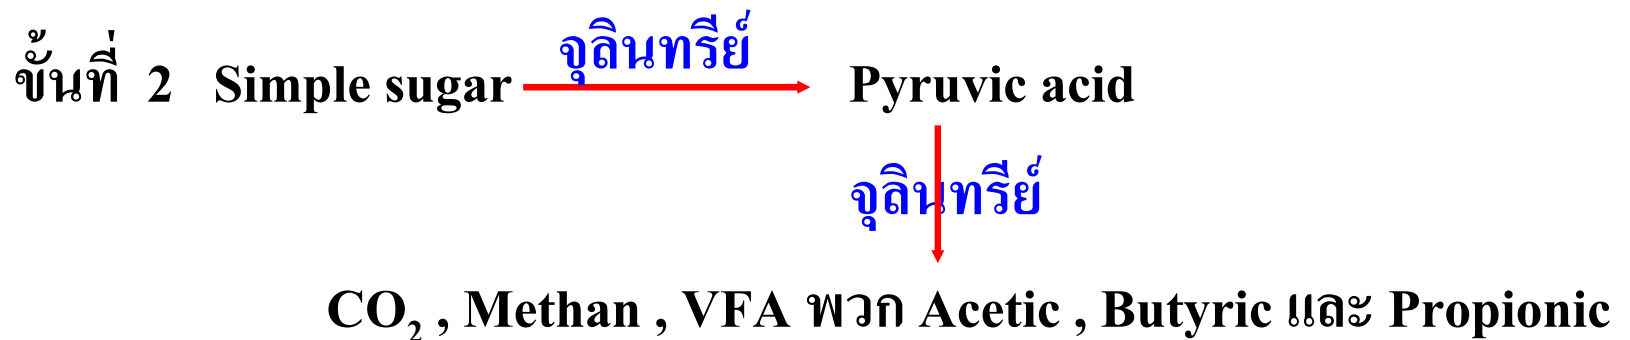 จุลินทรีย์
ขั้นที่ 2 Simple sugar Pyruvic acid
จุลินทรีย์
CO₂ , Methan , VFA พวก Acetic , Butyric และ Propionic